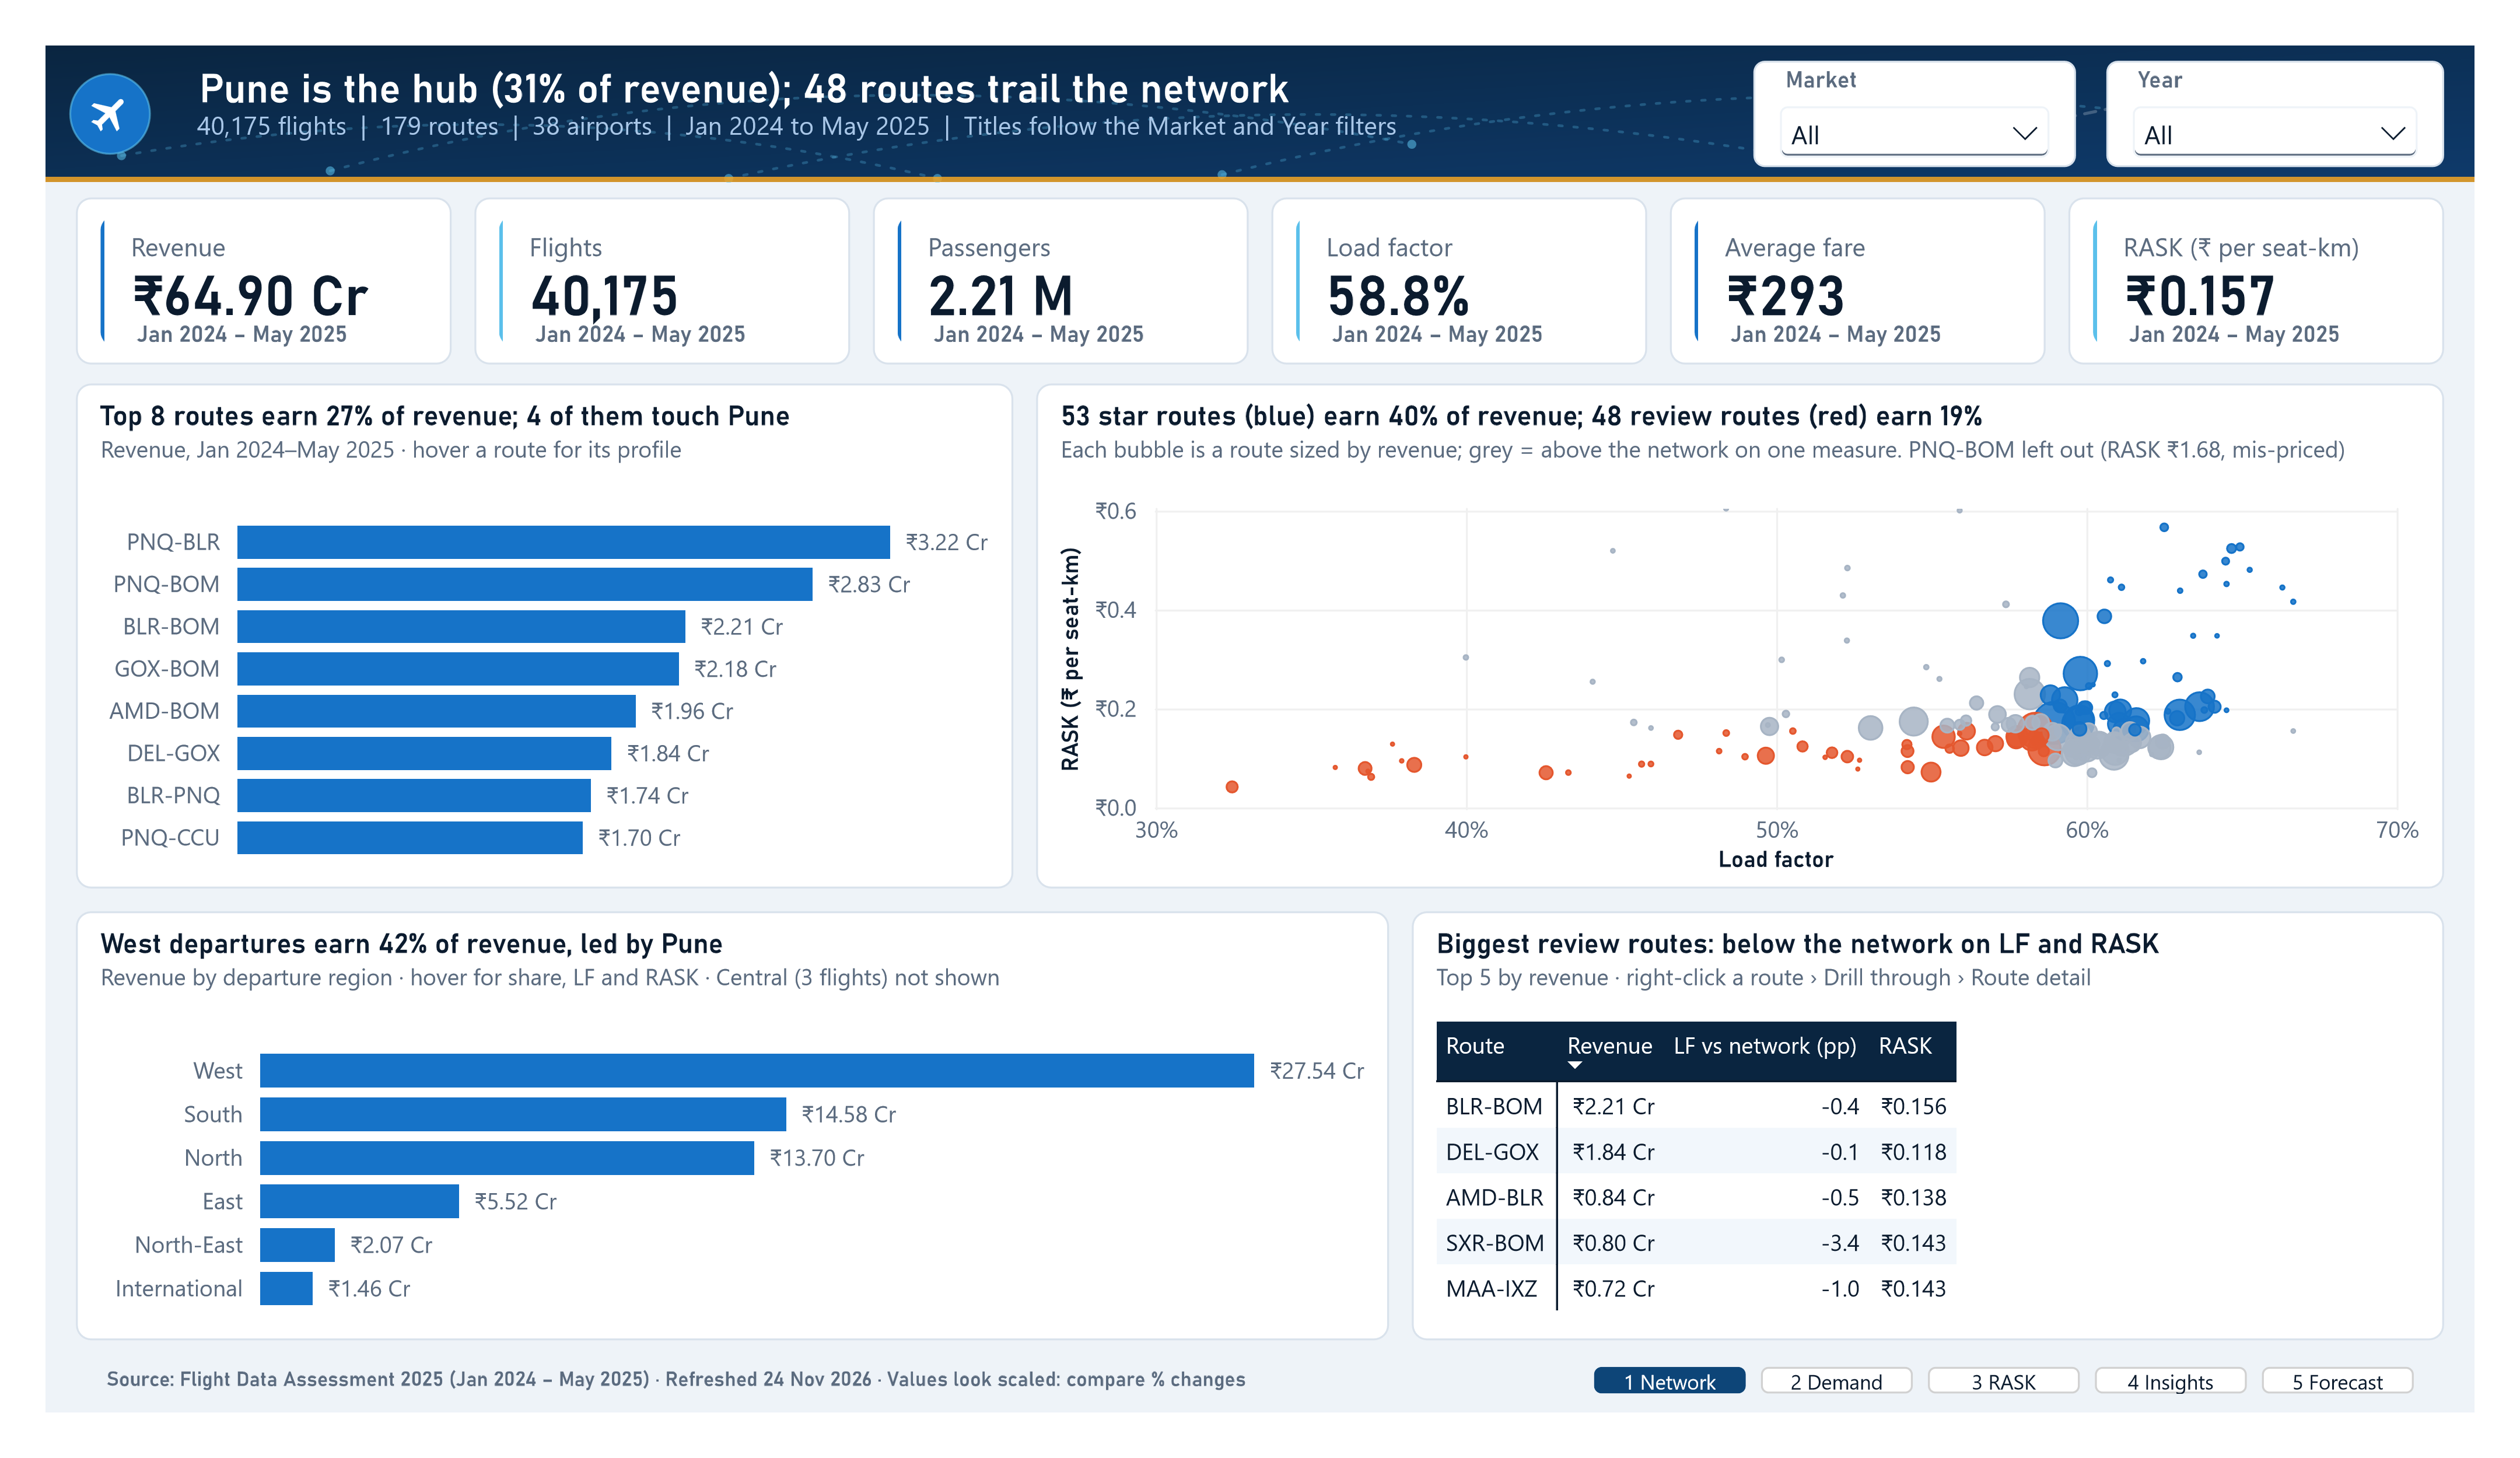 Pune is the hub (31% of revenue); 48 routes trail the network
40,175 flights | 179 routes | 38 airports | Jan 2024 to May 2025 | Titles follow the Market and Year filters
Market
All
Year
All
Revenue
₹64.90 Cr
Jan 2024 – May 2025
Flights
40,175
Jan 2024 – May 2025
Passengers
2.21 M
Jan 2024 – May 2025
Load factor
58.8%
Jan 2024 – May 2025
Average fare
₹293
Jan 2024 – May 2025
RASK (₹ per seat-km)
₹0.157
Jan 2024 – May 2025
Top 8 routes earn 27% of revenue; 4 of them touch Pune
Revenue, Jan 2024–May 2025 · hover a route for its profile
PNQ-BLR ₹3.22 Cr
PNQ-BOM ₹2.83 Cr
BLR-BOM ₹2.21 Cr
GOX-BOM ₹2.18 Cr
AMD-BOM ₹1.96 Cr
DEL-GOX ₹1.84 Cr
BLR-PNQ ₹1.74 Cr
PNQ-CCU ₹1.70 Cr
53 star routes (blue) earn 40% of revenue; 48 review routes (red) earn 19%
Each bubble is a route sized by revenue; grey = above the network on one measure. PNQ-BOM left out (RASK ₹1.68, mis-priced)
RASK (₹ per seat-km)
₹0.6
₹0.4
₹0.2
₹0.0
30% 40% 50% 60% 70%
Load factor
West departures earn 42% of revenue, led by Pune
Revenue by departure region · hover for share, LF and RASK · Central (3 flights) not shown
West ₹27.54 Cr
South ₹14.58 Cr
North ₹13.70 Cr
East ₹5.52 Cr
North-East ₹2.07 Cr
International ₹1.46 Cr
Biggest review routes: below the network on LF and RASK
Top 5 by revenue · right-click a route › Drill through › Route detail
Route Revenue LF vs network (pp) RASK
BLR-BOM ₹2.21 Cr -0.4 ₹0.156
DEL-GOX ₹1.84 Cr -0.1 ₹0.118
AMD-BLR ₹0.84 Cr -0.5 ₹0.138
SXR-BOM ₹0.80 Cr -3.4 ₹0.143
MAA-IXZ ₹0.72 Cr -1.0 ₹0.143
Source: Flight Data Assessment 2025 (Jan 2024 – May 2025) · Refreshed 24 Nov 2026 · Values look scaled: compare % changes
1 Network
2 Demand
3 RASK
4 Insights
5 Forecast